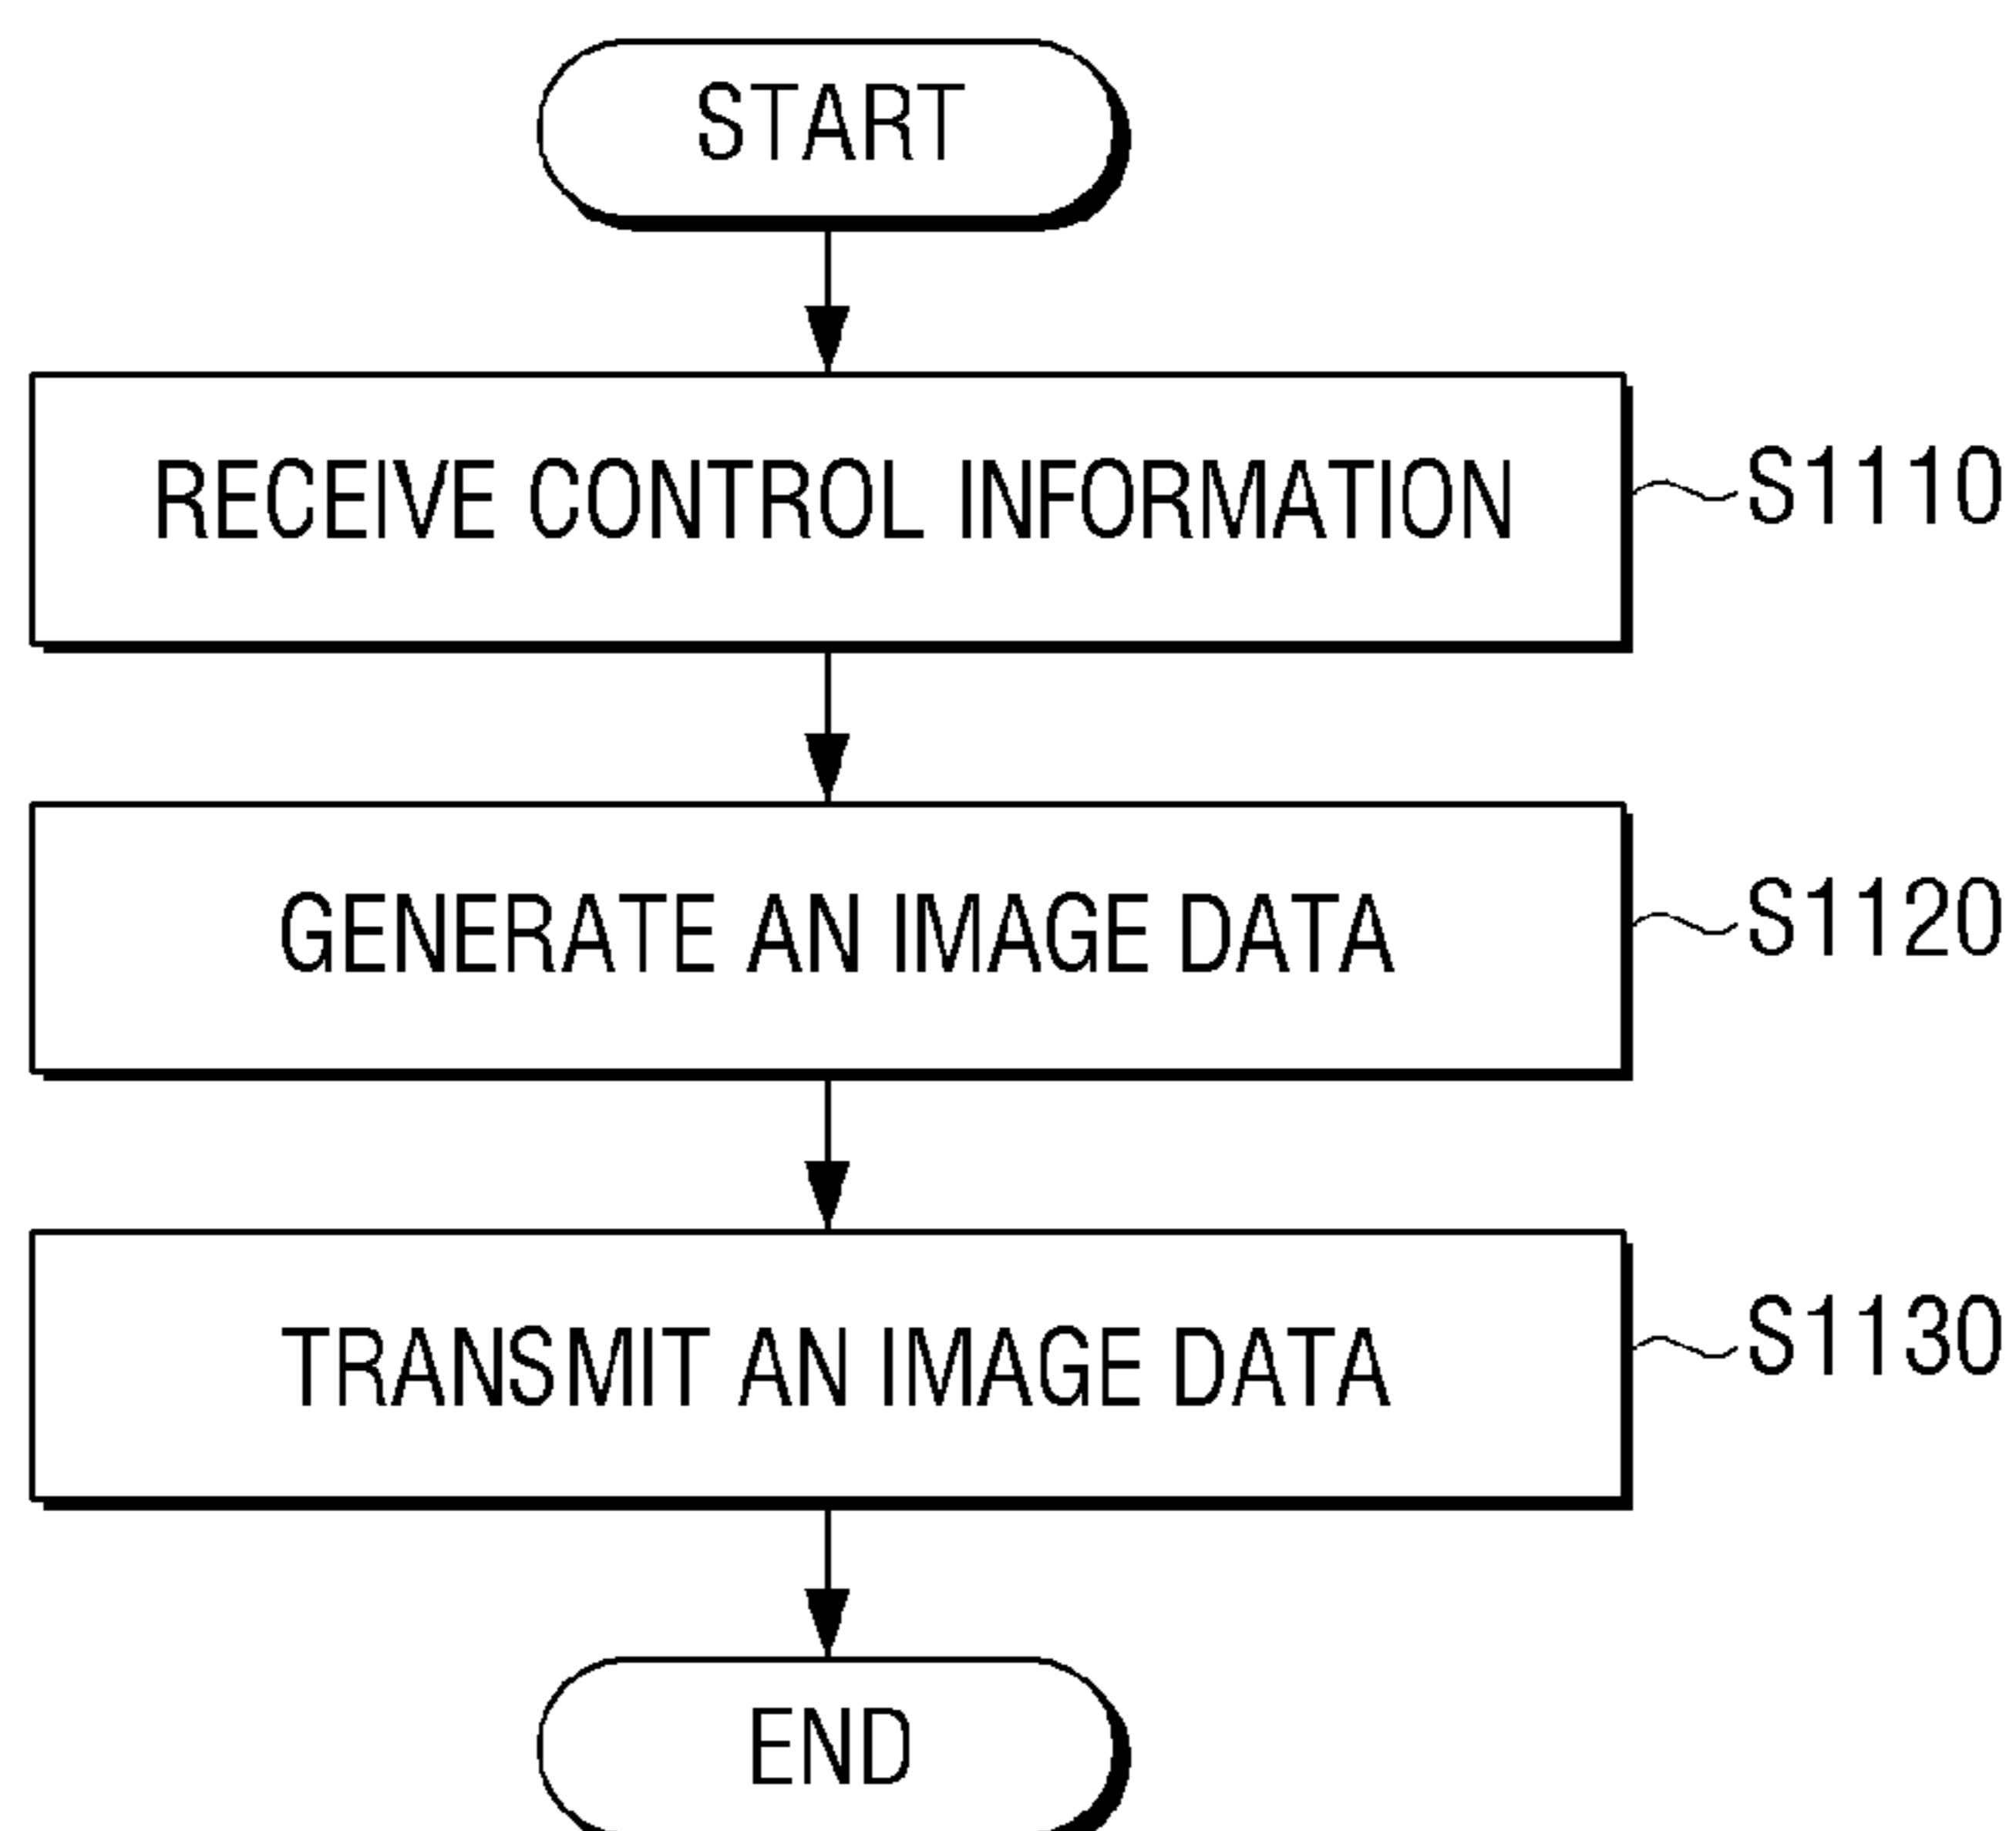 START
RECEIVE CONTROL INFORMATION
S1110
GENERATE AN IMAGE DATA
S1120
TRANSMIT AN IMAGE DATA
S1130
END